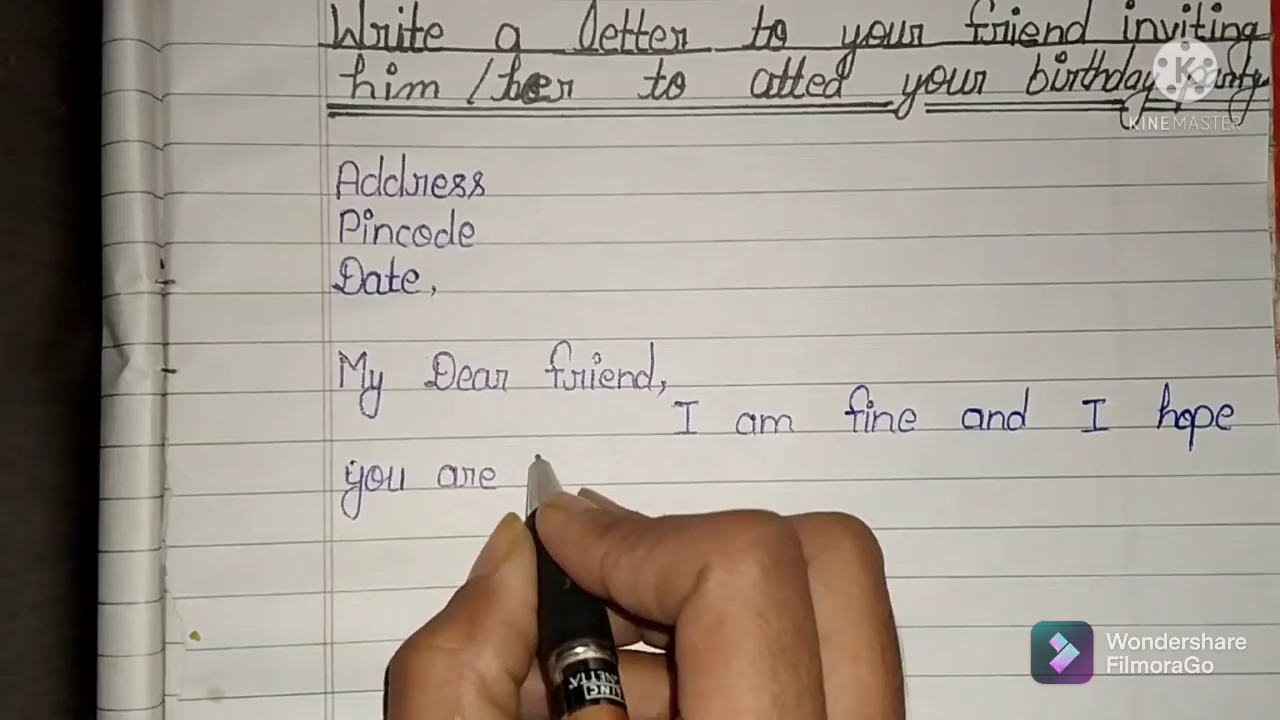 Write a letter to your friend inviting
him / her to atted your birthday party
KINEMASTER
Address
Pincode
Date,
My Dear friend,
I am fine and I hope
you are
Wondershare
FilmoraGo